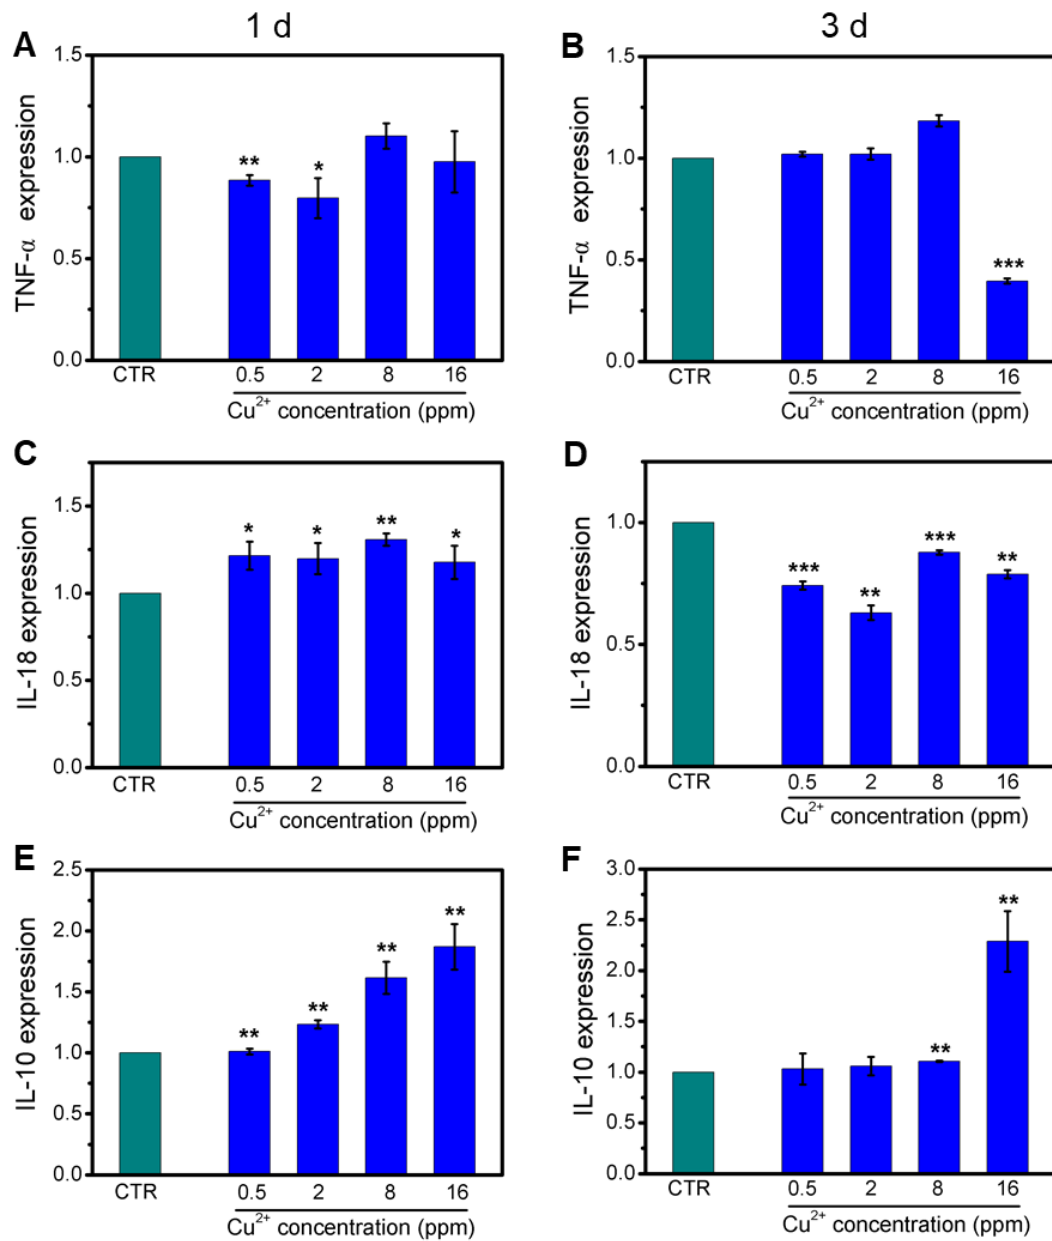 1 d
3 d
A
1.5
**
*
1.0
0.5
0.0
TNF-α expression
CTR
0.5 2 8 16
Cu²⁺ concentration (ppm)
B
1.5
1.0
***
0.5
0.0
TNF-α expression
CTR
0.5 2 8 16
Cu²⁺ concentration (ppm)
C
1.5
* * ** *
1.0
0.5
0.0
IL-18 expression
CTR
0.5 2 8 16
Cu²⁺ concentration (ppm)
D
1.0
*** ** *** **
0.5
0.0
IL-18 expression
CTR
0.5 2 8 16
Cu²⁺ concentration (ppm)
E
2.5
2.0
** ** ** **
1.5
1.0
0.5
0.0
IL-10 expression
CTR
0.5 2 8 16
Cu²⁺ concentration (ppm)
F
3.0
2.5
** **
2.0
1.5
1.0
0.5
0.0
IL-10 expression
CTR
0.5 2 8 16
Cu²⁺ concentration (ppm)